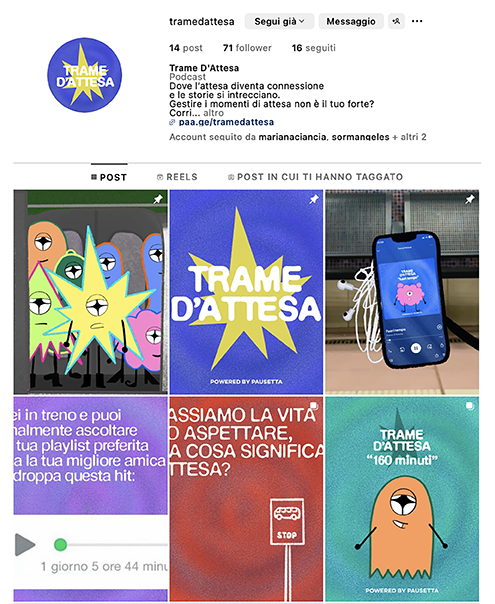 tramedattesa
Segui già
Messaggio
14 post 71 follower 16 seguiti
TRAME
D'ATTESA
Trame D'Attesa
Podcast
Dove l'attesa diventa connessione
e le storie si intrecciano.
Gestire i momenti di attesa non è il tuo forte?
Corri... altro
paa.ge/tramedattesa
Account seguito da marianaciancia, sormangeles + altri 2
POST
REELS
POST IN CUI TI HANNO TAGGATO
TRAME
D'ATTESA
POWERED BY PAUSETTA
TRAME
D'ATTESA
ei in treno e puoi
nalmente ascoltare
tua playlist preferita
a la tua migliore amica
droppa questa hit:
1 giorno 5 ore 44 minu
ASSIAMO LA VITA
O ASPETTARE,
A COSA SIGNIFICA
TTESA?
STOP
TRAME
D'ATTESA
"160 minuti"
POWERED BY PAUSETTA